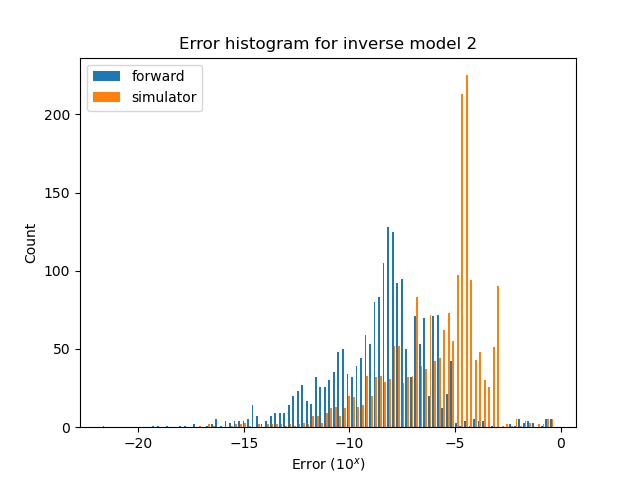 Error histogram for inverse model 2
forward
simulator
200
150
100
50
0
Count
−20
−15
−10
−5
0
Error (10^x)